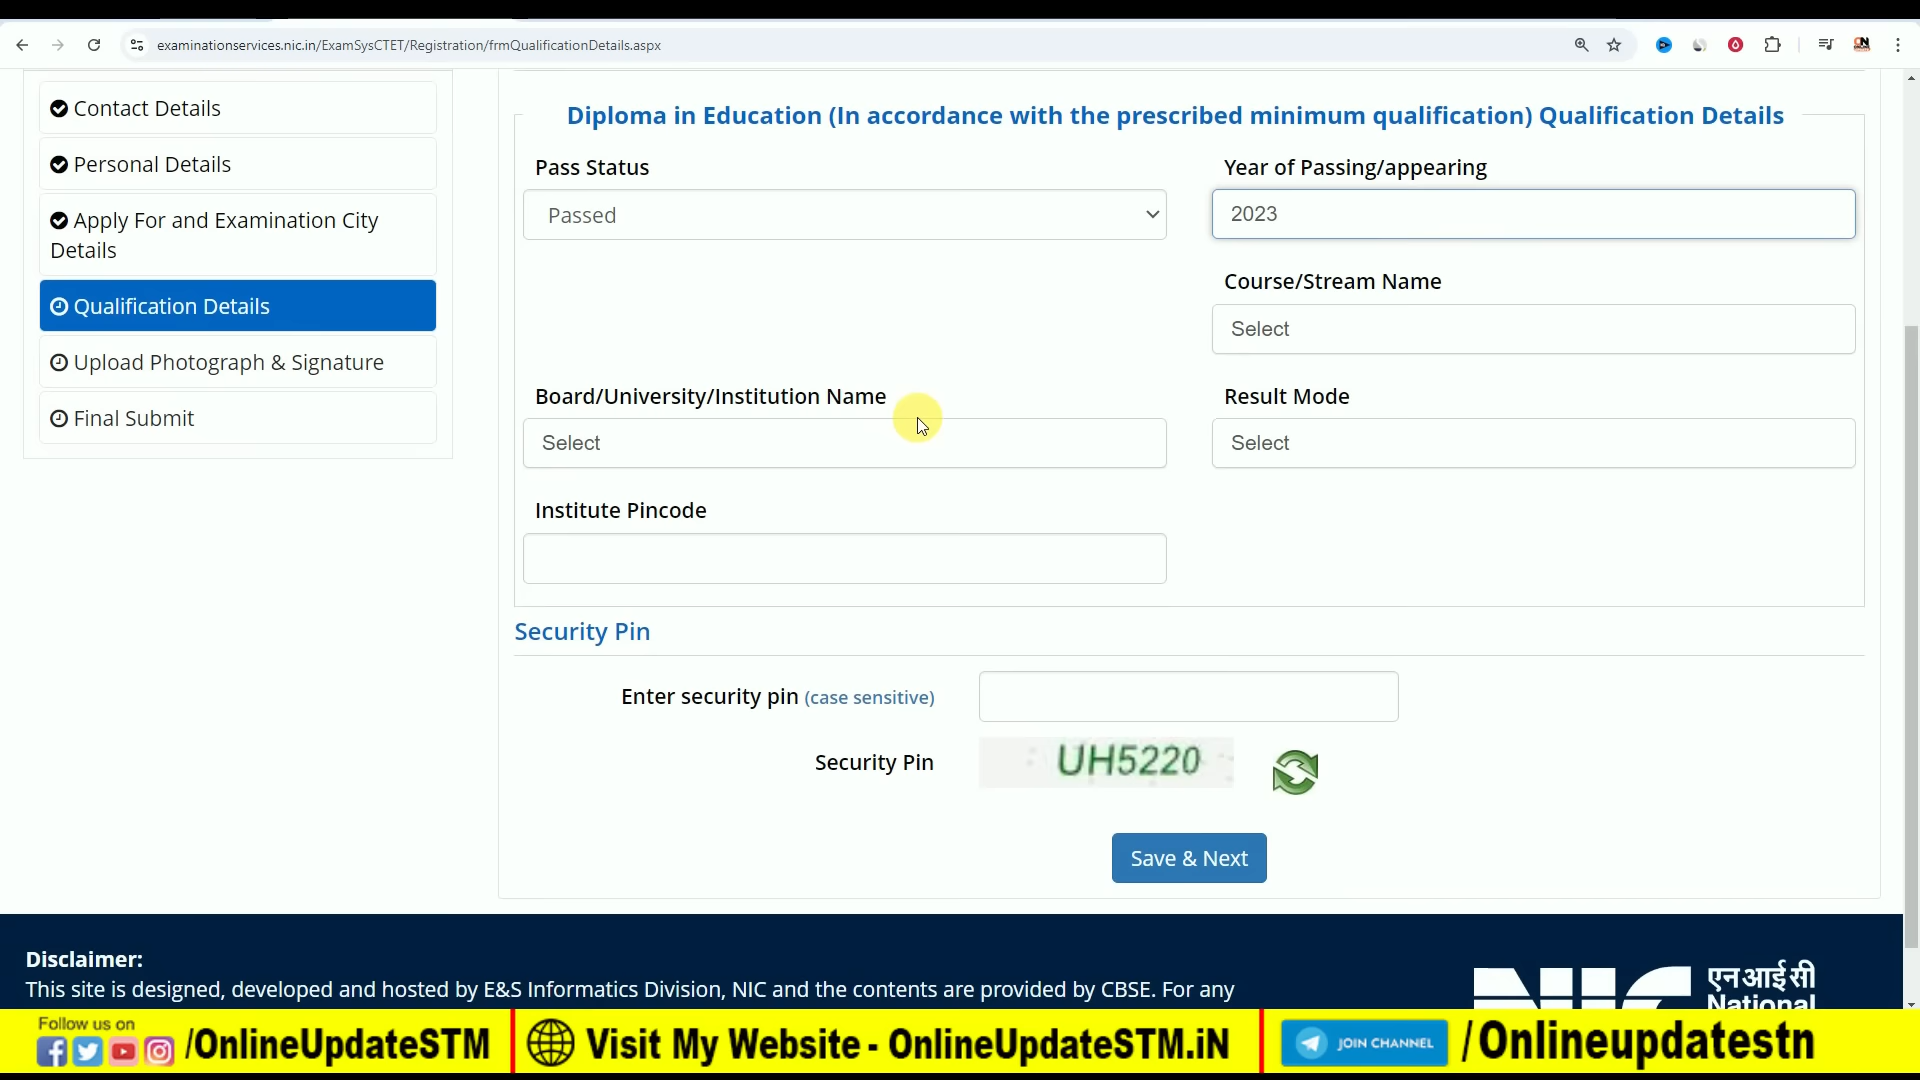 examinationservices.nic.in/ExamSysCTET/Registration/frmQualificationDetails.aspx
Contact Details
Personal Details
Apply For and Examination City
Details
Qualification Details
Upload Photograph & Signature
Final Submit
Diploma in Education (In accordance with the prescribed minimum qualification) Qualification Details
Pass Status
Year of Passing/appearing
Passed
2023
Course/Stream Name
Select
Board/University/Institution Name
Result Mode
Select
Select
Institute Pincode
Security Pin
Enter security pin (case sensitive)
Security Pin
UH5220
Save & Next
Disclaimer:
This site is designed, developed and hosted by E&S Informatics Division, NIC and the contents are provided by CBSE. For any
NIC
एन आई सी
National
Follow us on
/OnlineUpdateSTM
Visit My Website - OnlineUpdateSTM.iN
JOIN CHANNEL
/Onlineupdatestn